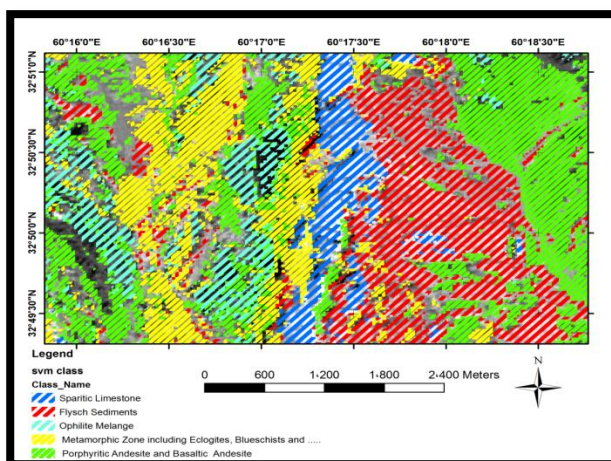 60°16'0"E 60°16'30"E 60°17'0"E 60°17'30"E 60°18'0"E 60°18'30"E
32°51'0"N
32°50'30"N
32°50'0"N
32°49'30"N
Legend
svm class
Class_Name
Sparitic Limestone
Flysch Sediments
Ophilite Melange
Metamorphic Zone including Eclogites, Blueschists and .....
Porphyritic Andesite and Basaltic Andesite
0 600 1,200 1,800 2,400 Meters
N